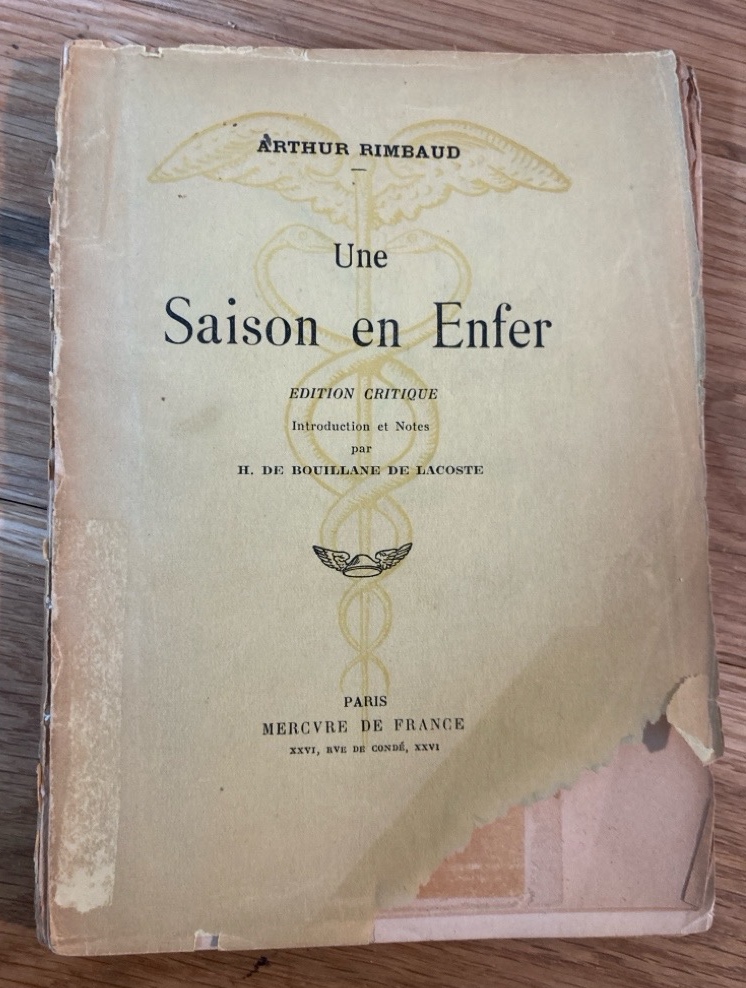 ARTHUR RIMBAUD
Une
Saison en Enfer
EDITION CRITIQUE
Introduction et Notes
par
H. DE BOUILLANE DE LACOSTE
PARIS
MERCVRE DE FRANCE
XXVI, RVE DE CONDÉ, XXVI